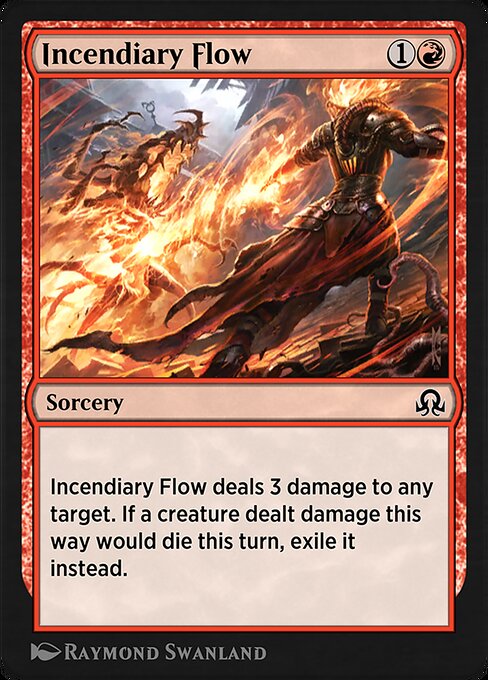 Incendiary Flow 1
Sorcery
Incendiary Flow deals 3 damage to any
target. If a creature dealt damage this
way would die this turn, exile it
instead.
Raymond Swanland